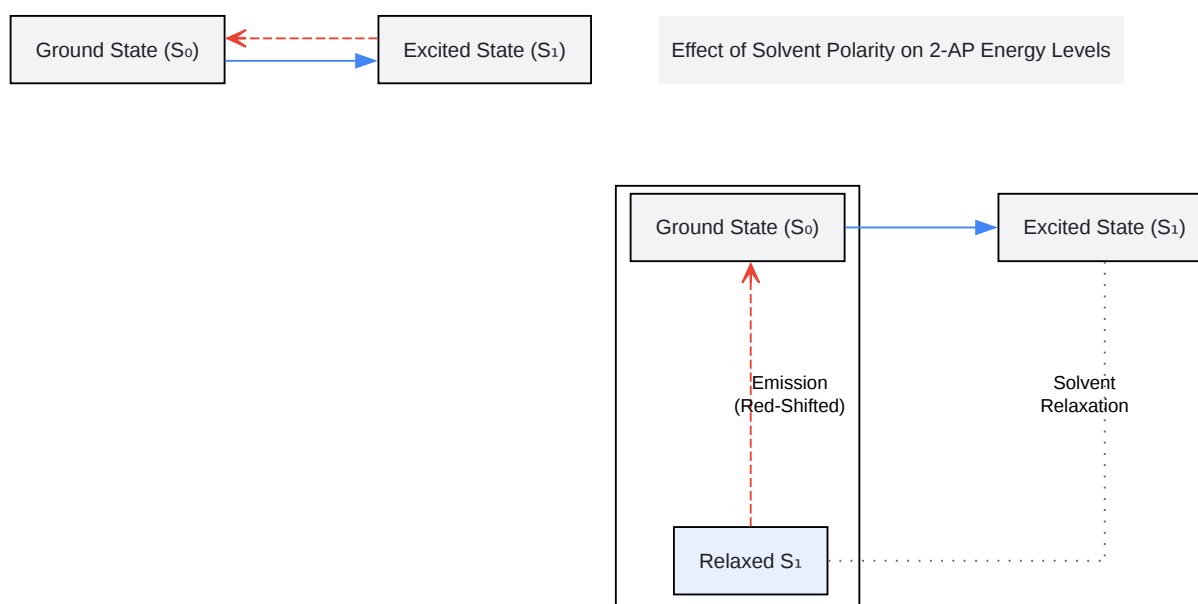 Ground State (S₀)
Excited State (S₁)
Effect of Solvent Polarity on 2-AP Energy Levels
Ground State (S₀)
Excited State (S₁)
Emission
(Red-Shifted)
Solvent
Relaxation
Relaxed S₁